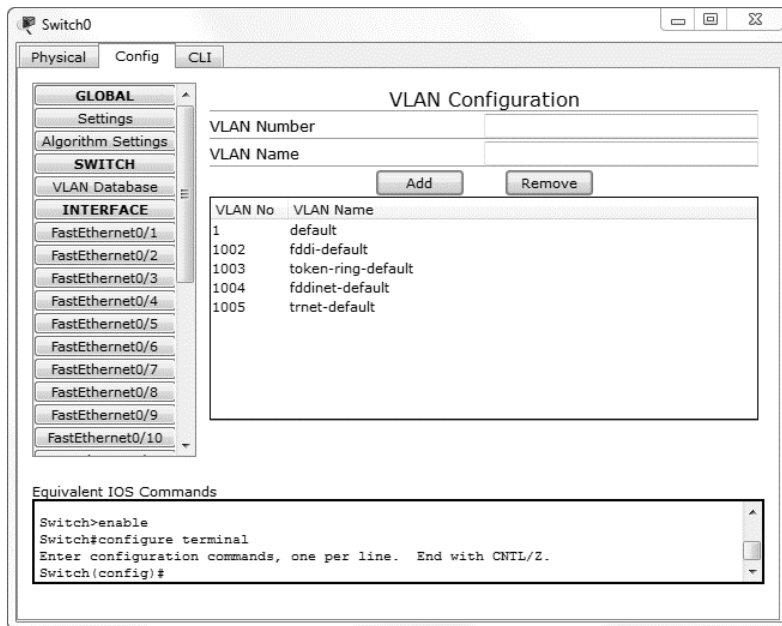 Switch0
Physical Config CLI
GLOBAL
Settings
Algorithm Settings
SWITCH
VLAN Database
INTERFACE
FastEthernet0/1
FastEthernet0/2
FastEthernet0/3
FastEthernet0/4
FastEthernet0/5
FastEthernet0/6
FastEthernet0/7
FastEthernet0/8
FastEthernet0/9
FastEthernet0/10
VLAN Configuration
VLAN Number
VLAN Name
Add Remove
VLAN No VLAN Name
1 default
1002 fddi-default
1003 token-ring-default
1004 fddinet-default
1005 trnet-default
Equivalent IOS Commands
Switch>enable
Switch#configure terminal
Enter configuration commands, one per line. End with CNTL/Z.
Switch(config)#